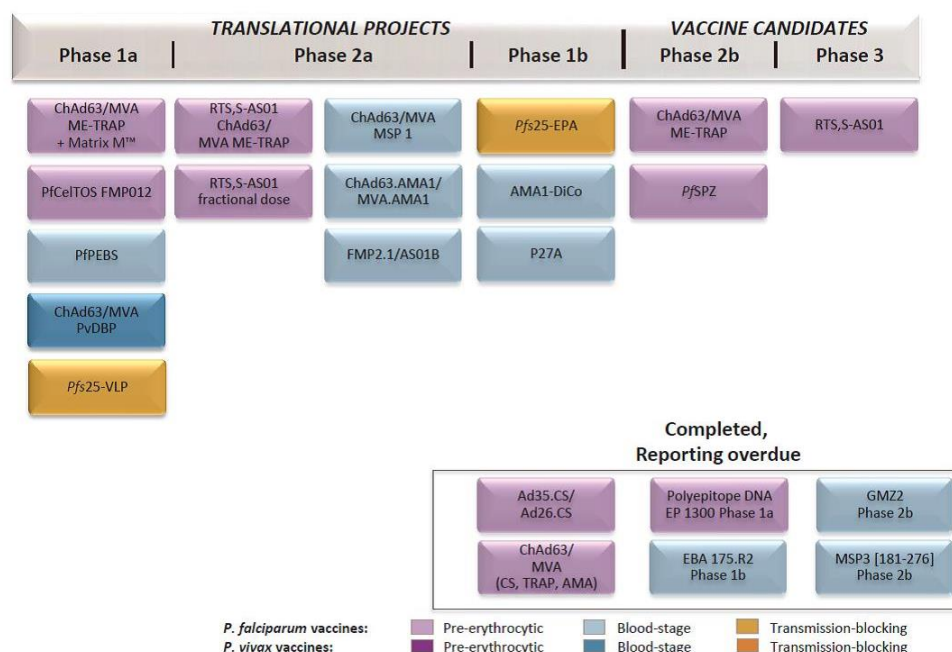 TRANSLATIONAL PROJECTS VACCINE CANDIDATES
Phase 1a | Phase 2a | Phase 1b | Phase 2b | Phase 3
ChAd63/MVA
ME-TRAP
+ Matrix M™
RTS,S-AS01
ChAd63/
MVA ME-TRAP
ChAd63/MVA
MSP 1
Pfs25-EPA
ChAd63/MVA
ME-TRAP
RTS,S-AS01
PfCelTOS FMP012
RTS,S-AS01
fractional dose
ChAd63.AMA1/
MVA.AMA1
AMA1-DiCo
PfSPZ
PfPEBS
FMP2.1/AS01B
P27A
ChAd63/MVA
PvDBP
Pfs25-VLP
Completed,
Reporting overdue
Ad35.CS/
Ad26.CS
Polyepitope DNA
EP 1300 Phase 1a
GMZ2
Phase 2b
ChAd63/
MVA
(CS, TRAP, AMA)
EBA 175.R2
Phase 1b
MSP3 [181-276]
Phase 2b
P. falciparum vaccines: Pre-erythrocytic Blood-stage Transmission-blocking
P. vivax vaccines: Pre-erythrocytic Blood-stage Transmission-blocking